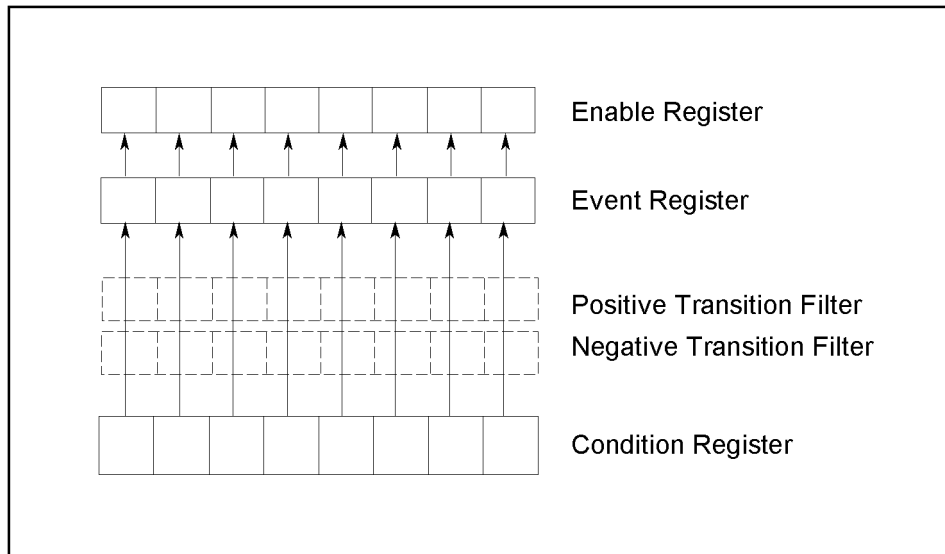 Enable Register
Event Register
Positive Transition Filter
Negative Transition Filter
Condition Register